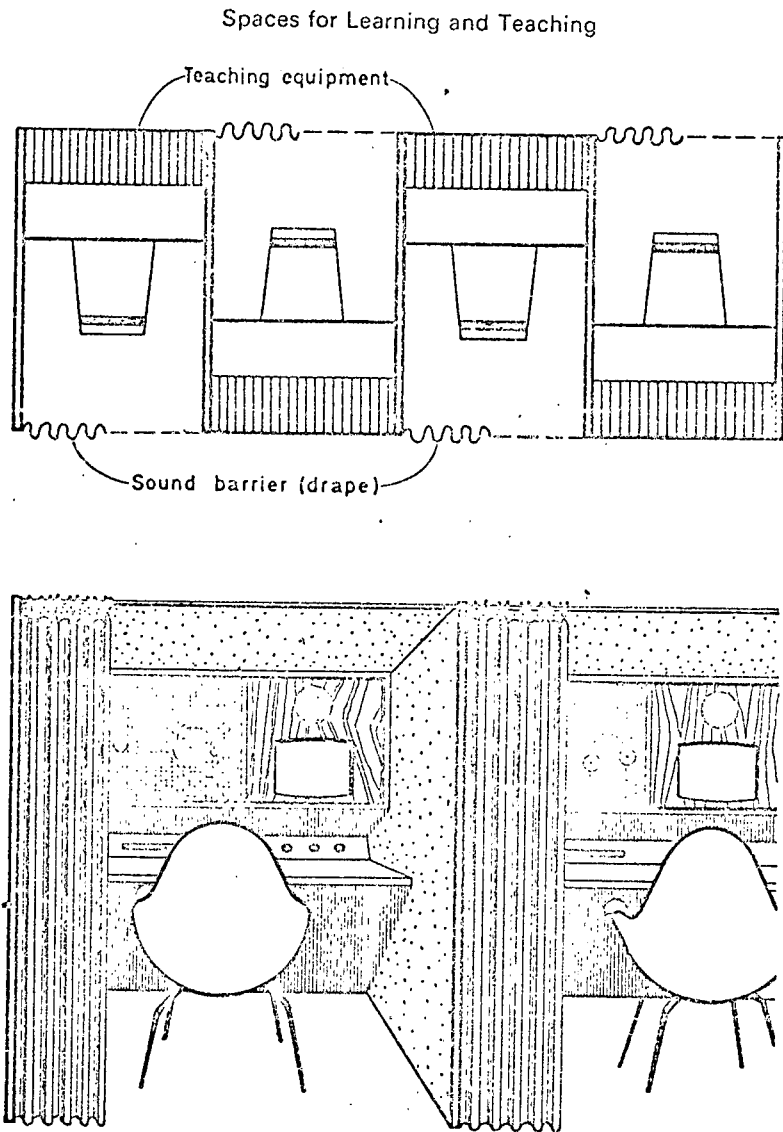 Spaces for Learning and Teaching
Teaching equipment
Sound barrier (drape)